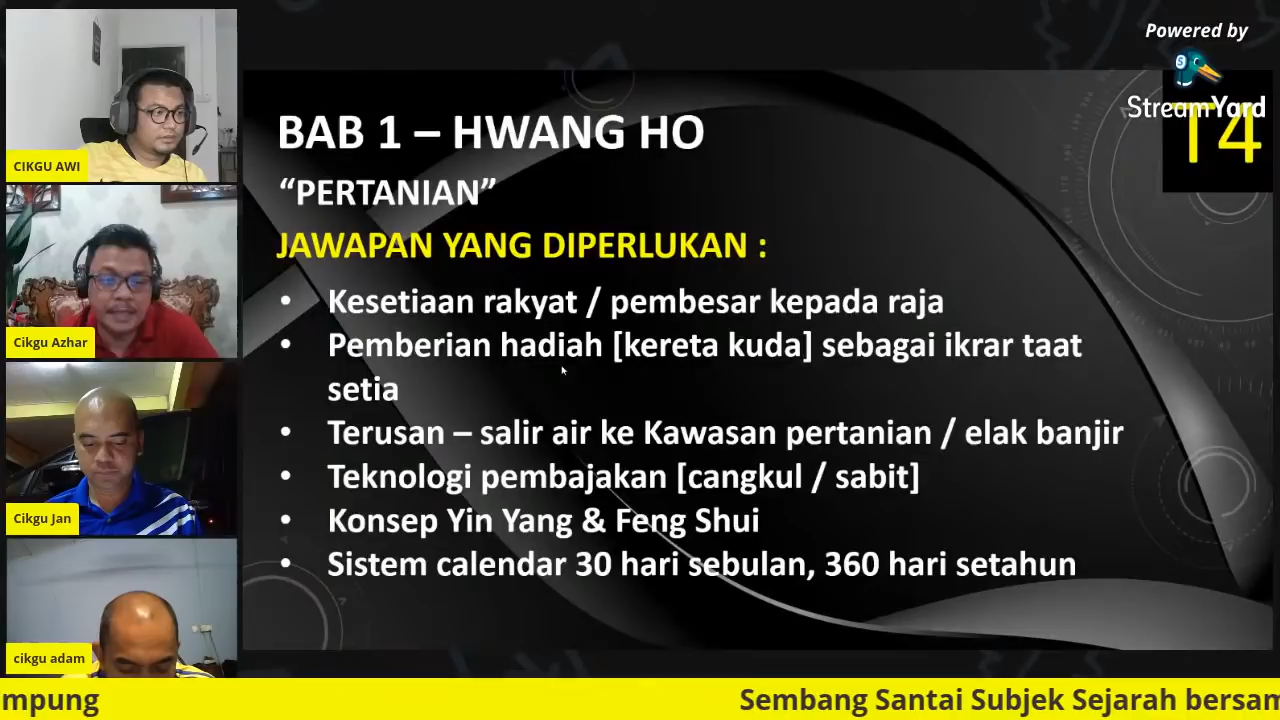 Powered by
StreamYard
T4
BAB 1 – HWANG HO
“PERTANIAN”
JAWAPAN YANG DIPERLUKAN :
• Kesetiaan rakyat / pembesar kepada raja
• Pemberian hadiah [kereta kuda] sebagai ikrar taat
setia
• Terusan – salir air ke Kawasan pertanian / elak banjir
• Teknologi pembajakan [cangkul / sabit]
• Konsep Yin Yang & Feng Shui
• Sistem calendar 30 hari sebulan, 360 hari setahun
CIKGU AWI
Cikgu Azhar
Cikgu Jan
cikgu adam
mpung Sembang Santai Subjek Sejarah bersam